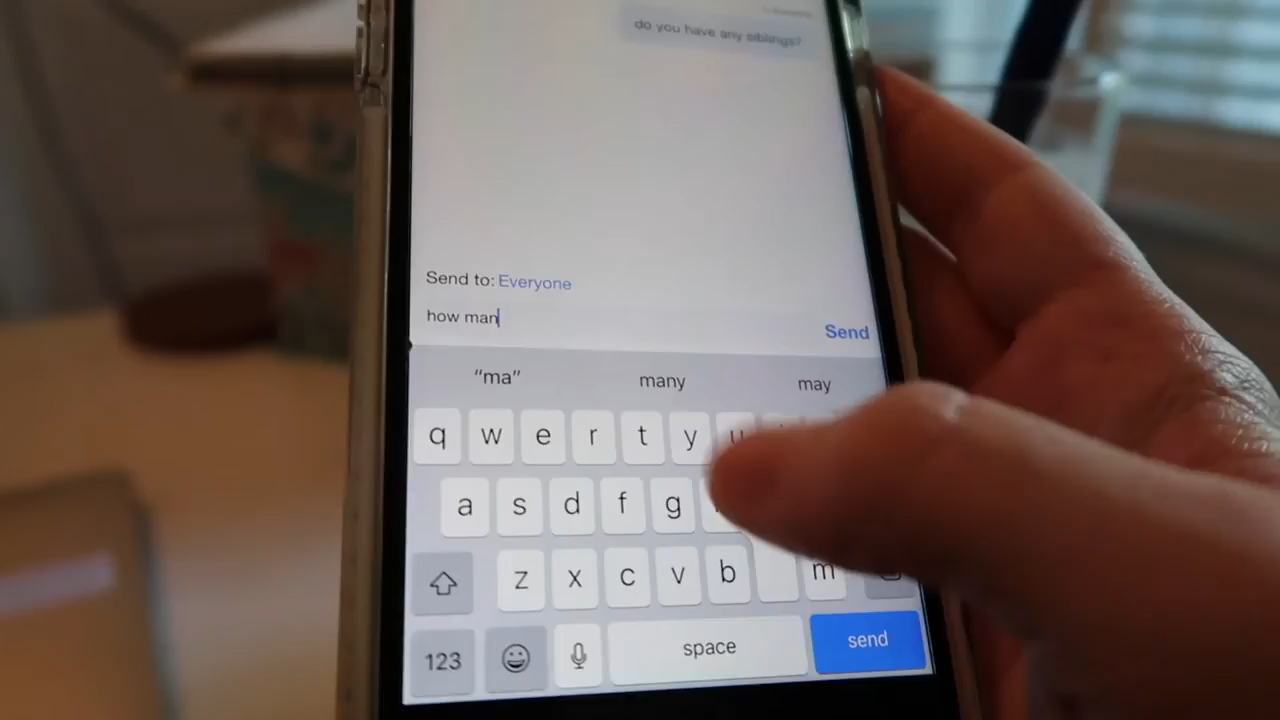 do you have any siblings?
Send to: Everyone
how man
Send
"ma" many may
q w e r t y u
a s d f g
z x c v b m
123 space send